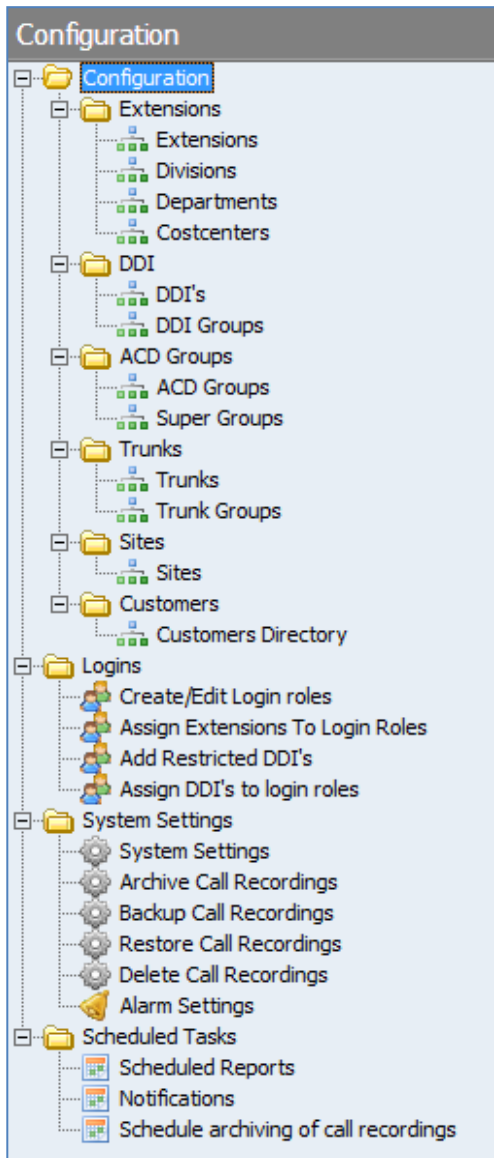 Configuration
Configuration
Extensions
Extensions
Divisions
Departments
Costcenters
DDI
DDI's
DDI Groups
ACD Groups
ACD Groups
Super Groups
Trunks
Trunks
Trunk Groups
Sites
Sites
Customers
Customers Directory
Logins
Create/Edit Login roles
Assign Extensions To Login Roles
Add Restricted DDI's
Assign DDI's to login roles
System Settings
System Settings
Archive Call Recordings
Backup Call Recordings
Restore Call Recordings
Delete Call Recordings
Alarm Settings
Scheduled Tasks
Scheduled Reports
Notifications
Schedule archiving of call recordings